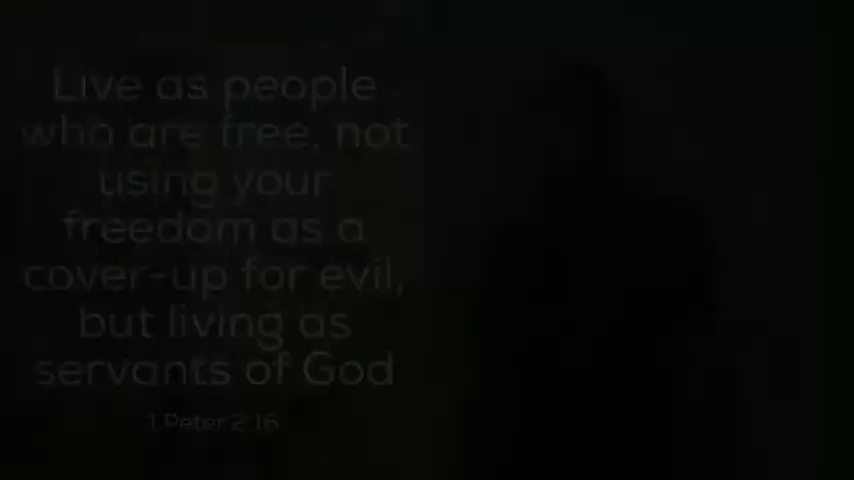 Live as people
who are free, not
using your
freedom as a
cover-up for evil,
but living as
servants of God
1 Peter 2:16